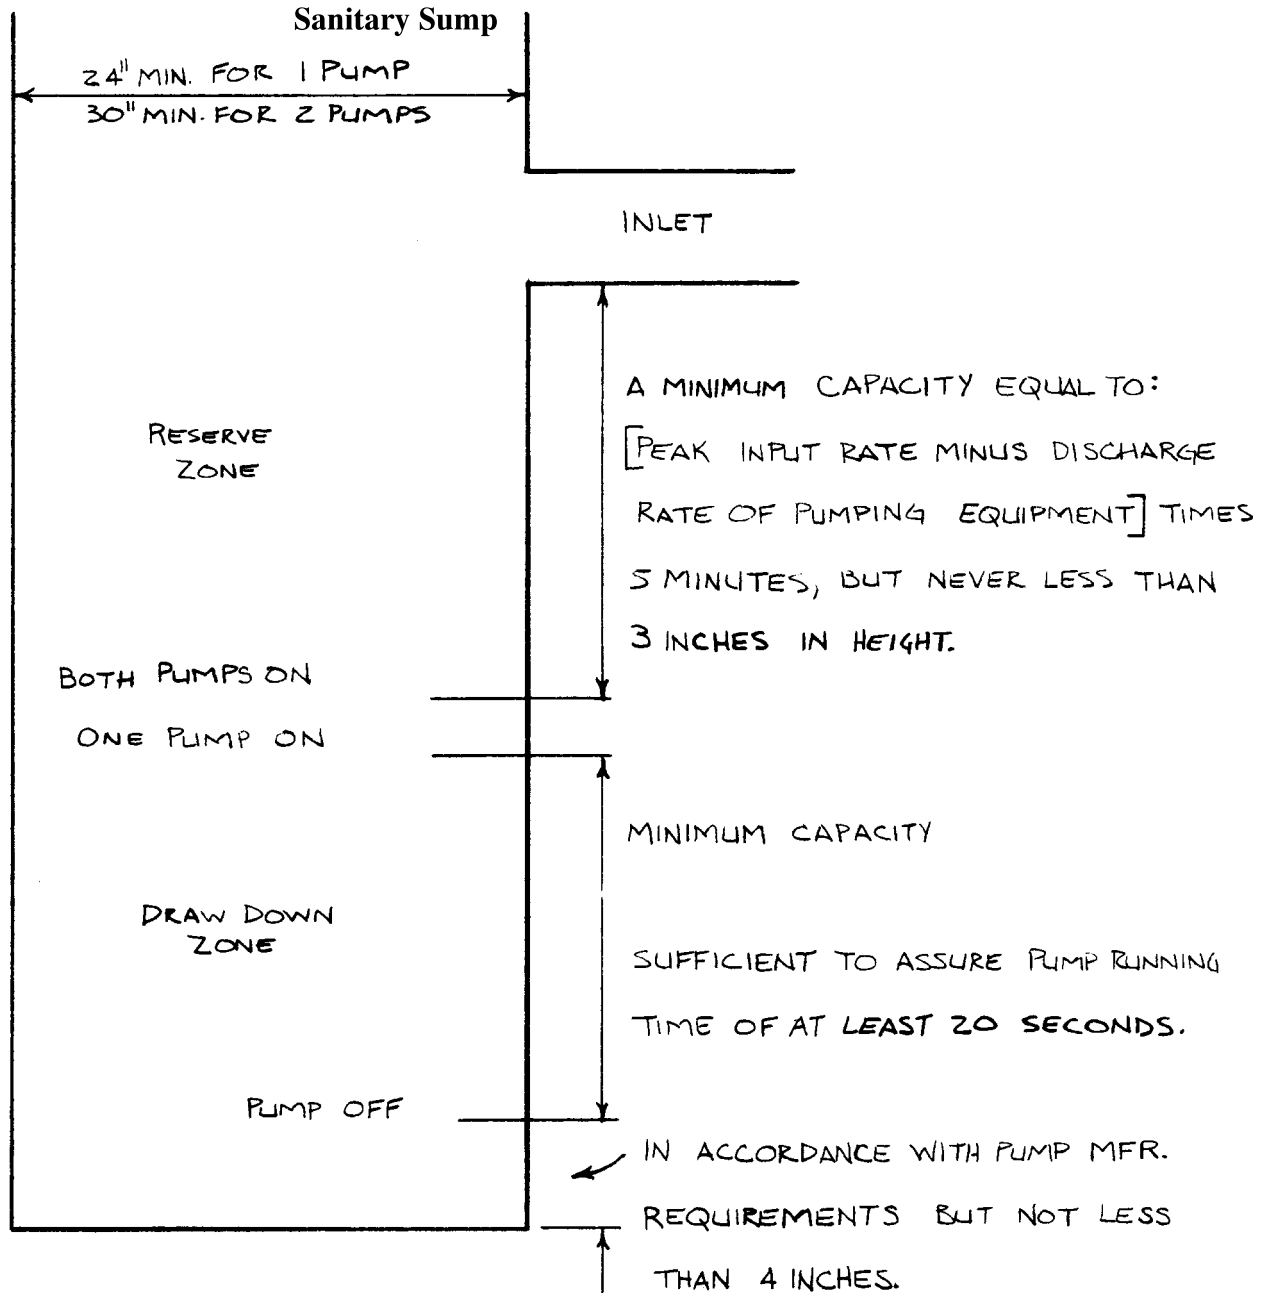 Sanitary Sump
24" MIN. FOR 1 PUMP
30" MIN. FOR 2 PUMPS
INLET
A MINIMUM CAPACITY EQUAL TO:
[PEAK INPUT RATE MINUS DISCHARGE
RATE OF PUMPING EQUIPMENT] TIMES
5 MINUTES, BUT NEVER LESS THAN
3 INCHES IN HEIGHT.
RESERVE
ZONE
BOTH PUMPS ON
ONE PUMP ON
MINIMUM CAPACITY
SUFFICIENT TO ASSURE PUMP RUNNING
TIME OF AT LEAST 20 SECONDS.
DRAW DOWN
ZONE
PUMP OFF
IN ACCORDANCE WITH PUMP MFR.
REQUIREMENTS BUT NOT LESS
THAN 4 INCHES.